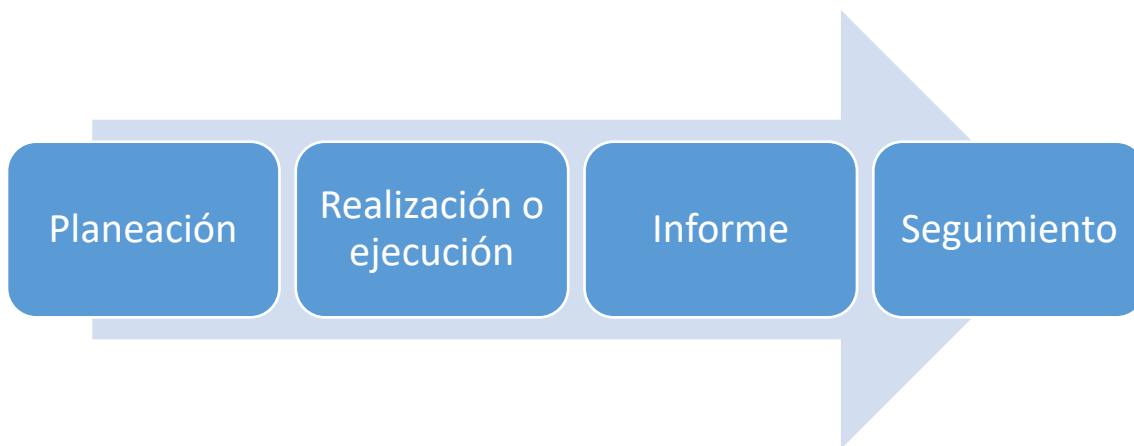 Planeación
Realización o
ejecución
Informe
Seguimiento